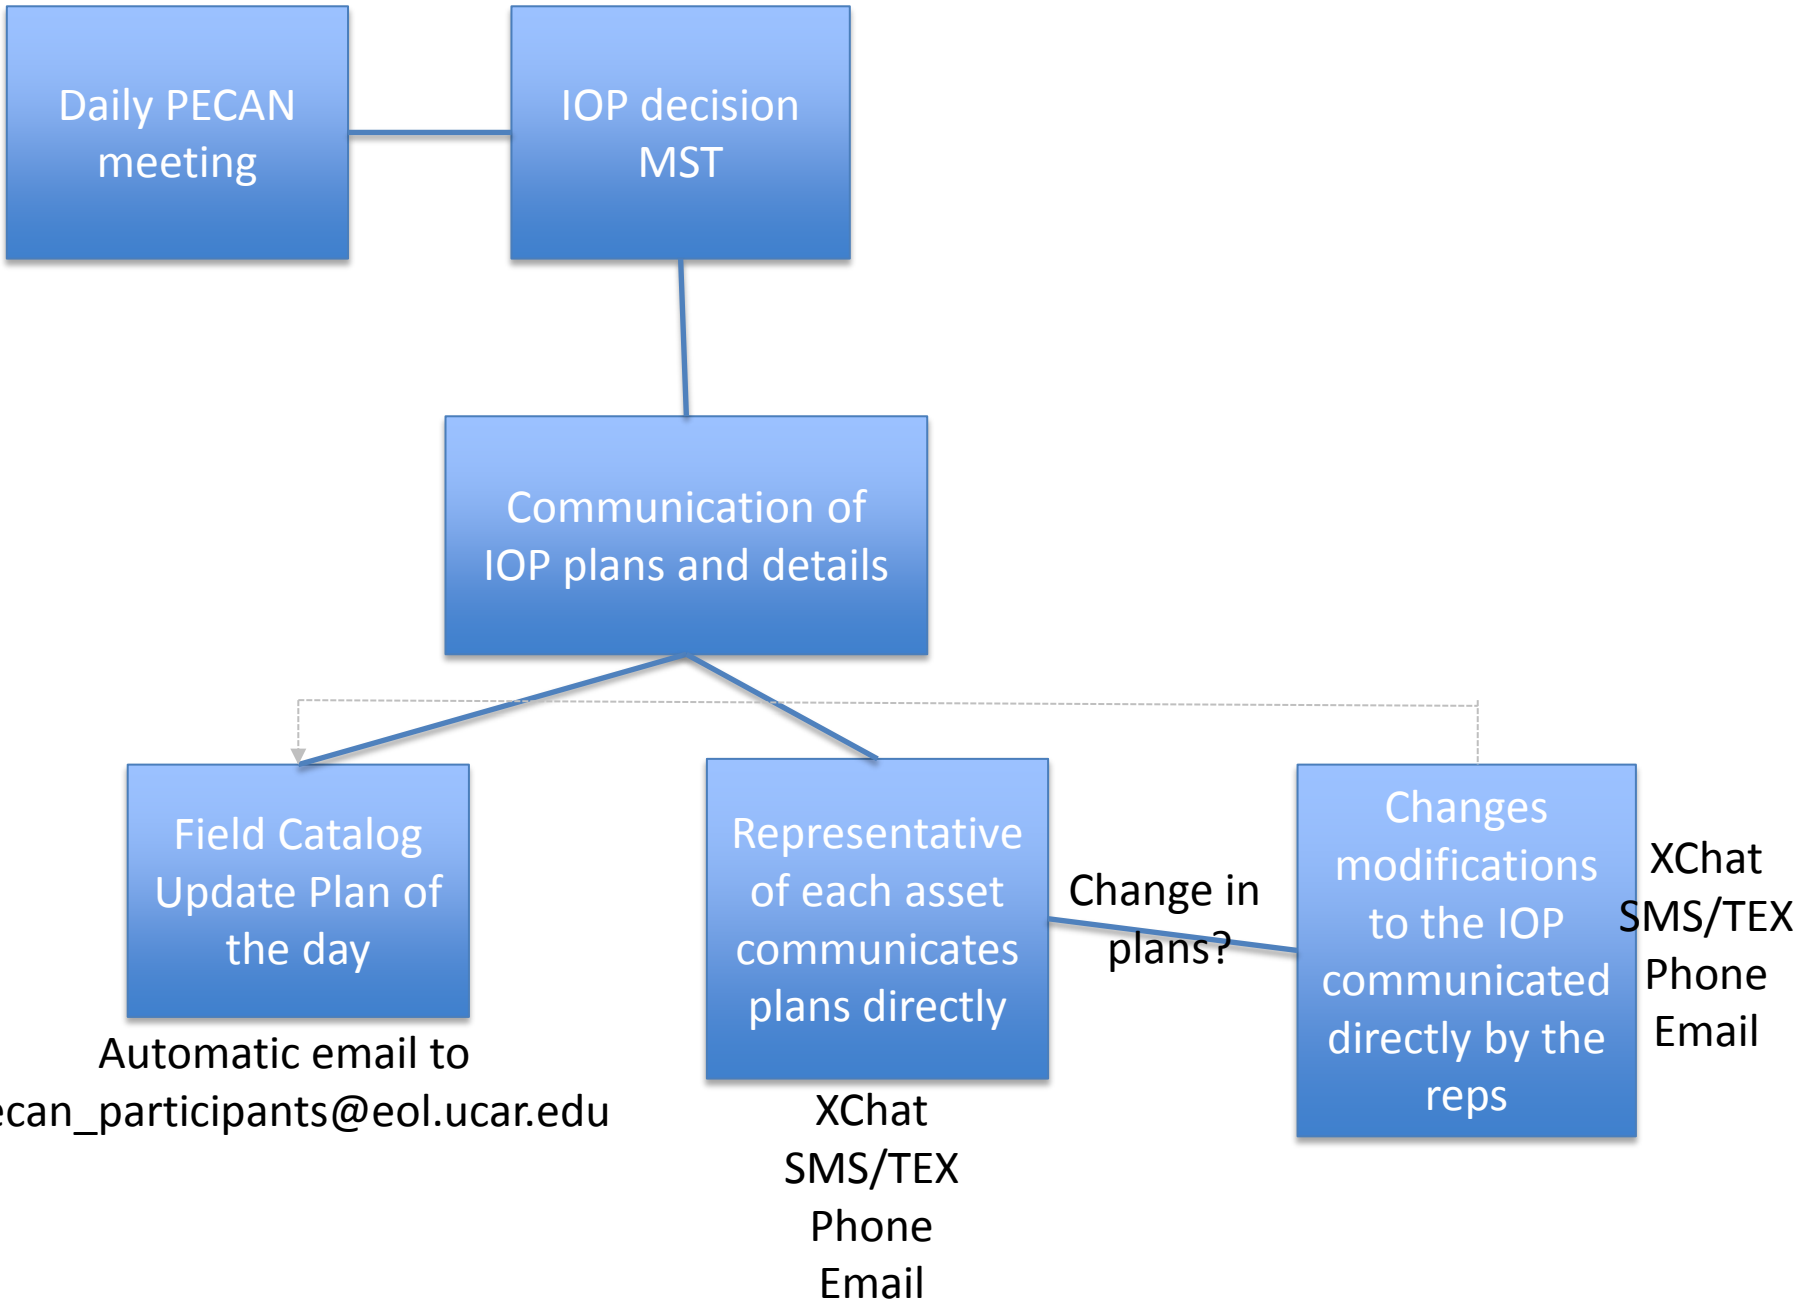 Daily PECAN
meeting
IOP decision
MST
Communication of
IOP plans and details
Field Catalog
Update Plan of
the day
Automatic email to
ecan_participants@eol.ucar.edu
Representative
of each asset
communicates
plans directly
XChat
SMS/TEX
Phone
Email
Change in
plans?
Changes
modifications
to the IOP
communicated
directly by the
reps
XChat
SMS/TEX
Phone
Email